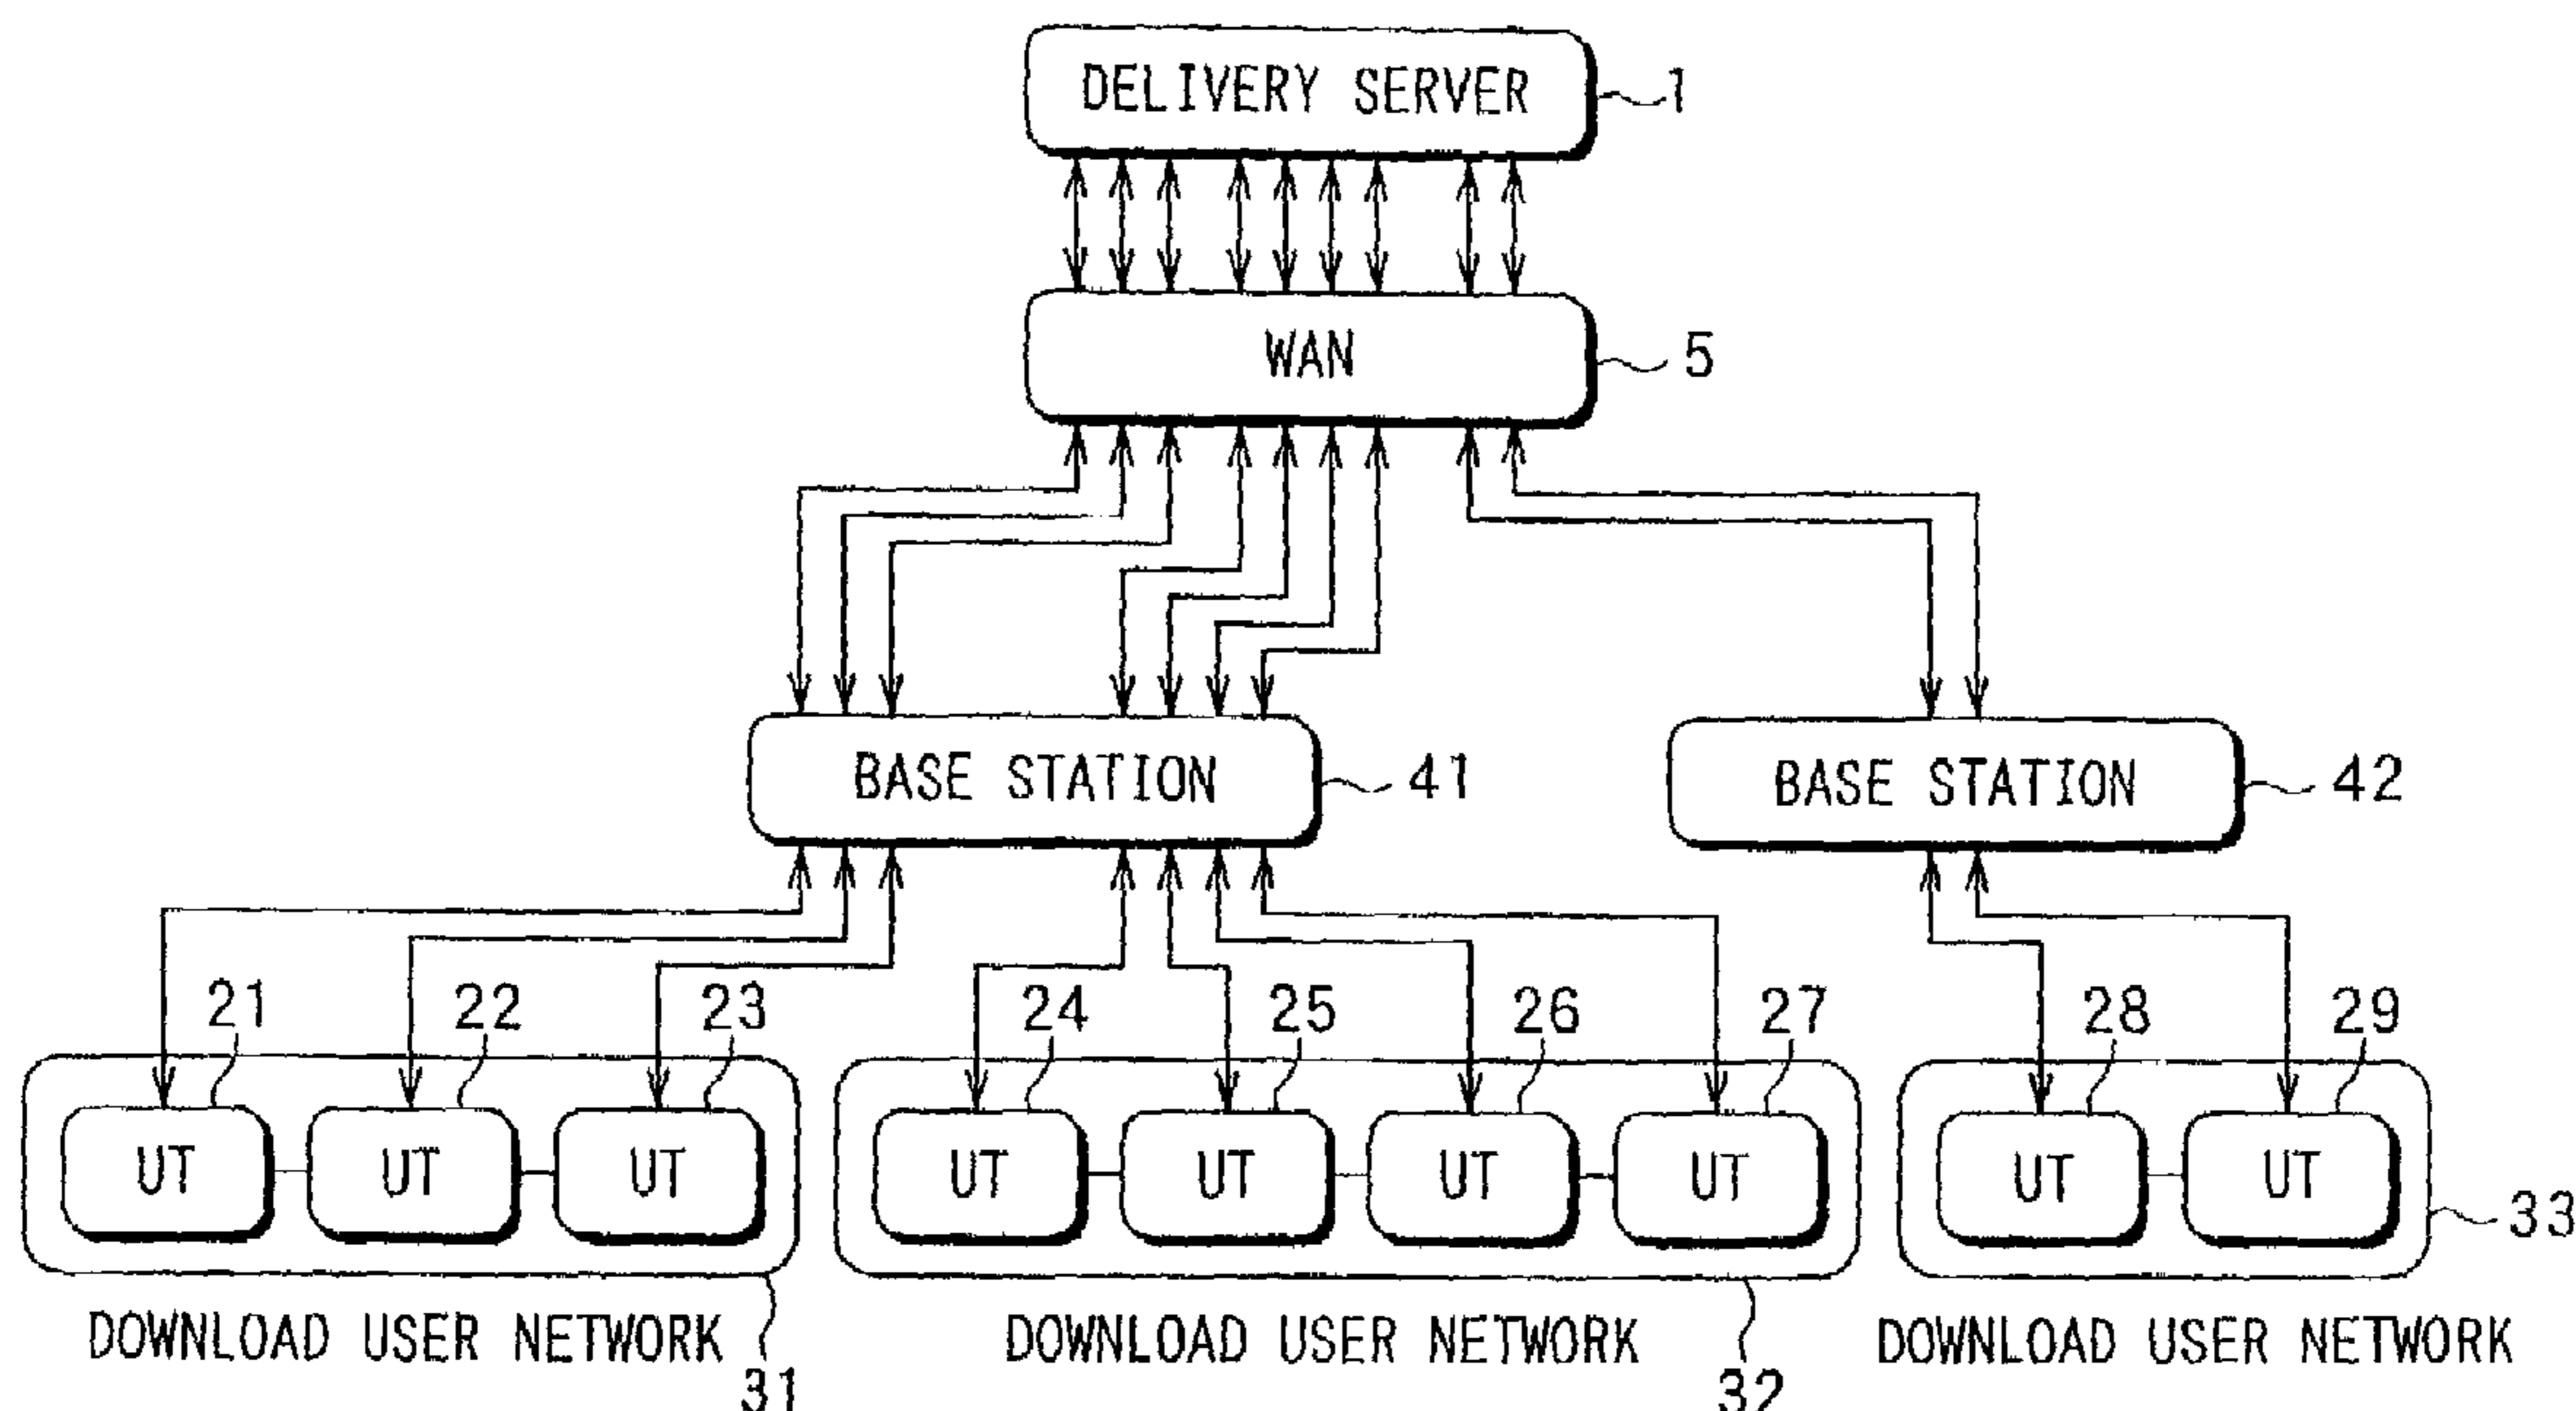 DELIVERY SERVER
1
WAN
5
BASE STATION
41
BASE STATION
42
21
22
23
24
25
26
27
28
29
UT
UT
UT
UT
UT
UT
UT
UT
UT
33
DOWNLOAD USER NETWORK
DOWNLOAD USER NETWORK
DOWNLOAD USER NETWORK
31
32